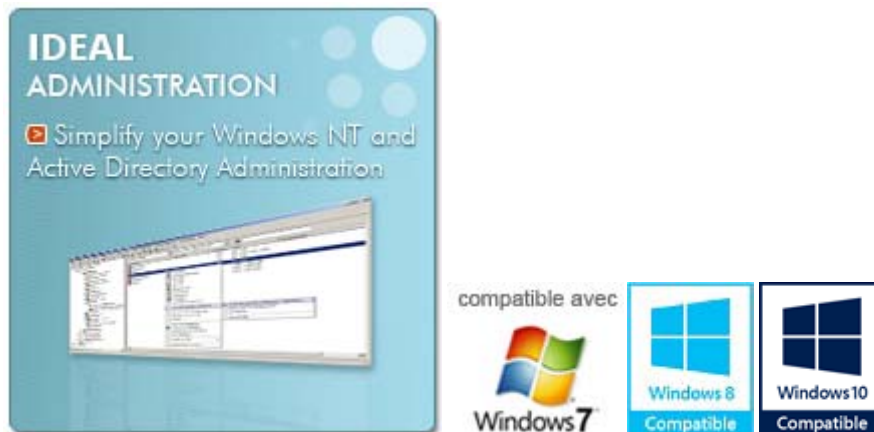 IDEAL
ADMINISTRATION
Simplify your Windows NT and
Active Directory Administration
compatible avec
Windows 7
Windows 8
Compatible
Windows 10
Compatible